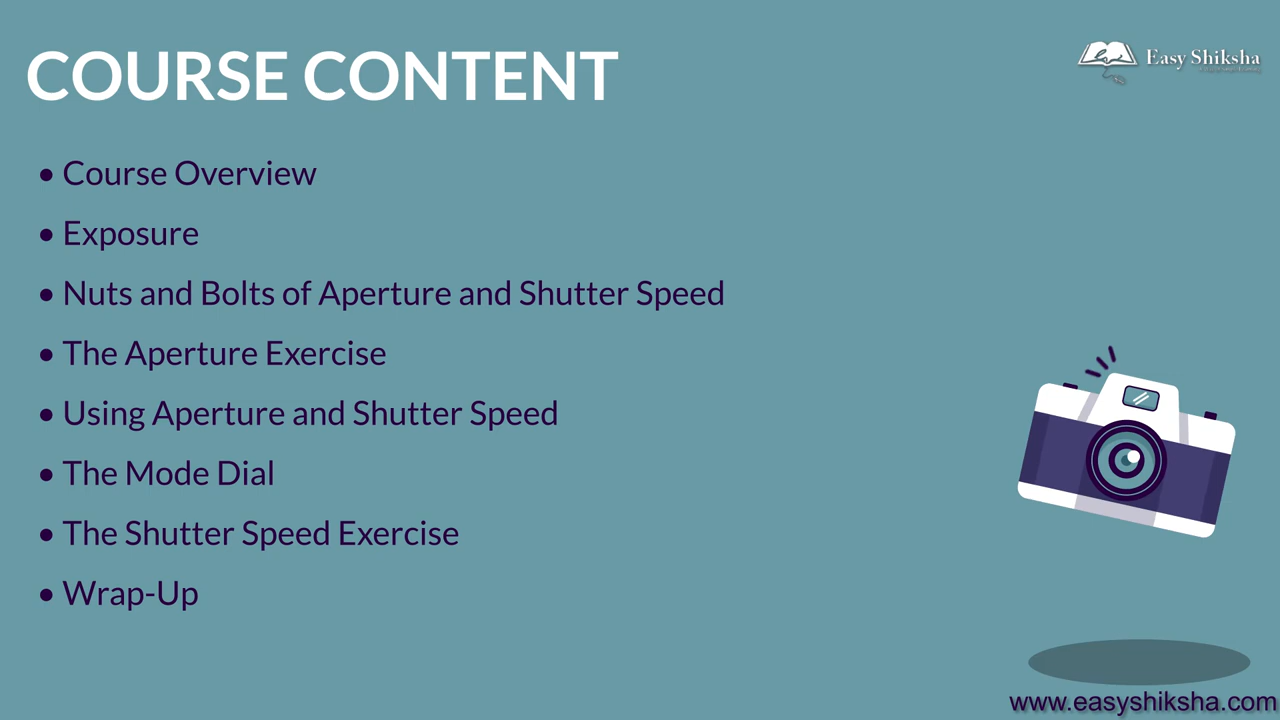 COURSE CONTENT
Easy Shiksha
• Course Overview
• Exposure
• Nuts and Bolts of Aperture and Shutter Speed
• The Aperture Exercise
• Using Aperture and Shutter Speed
• The Mode Dial
• The Shutter Speed Exercise
• Wrap-Up
www.easyshiksha.com